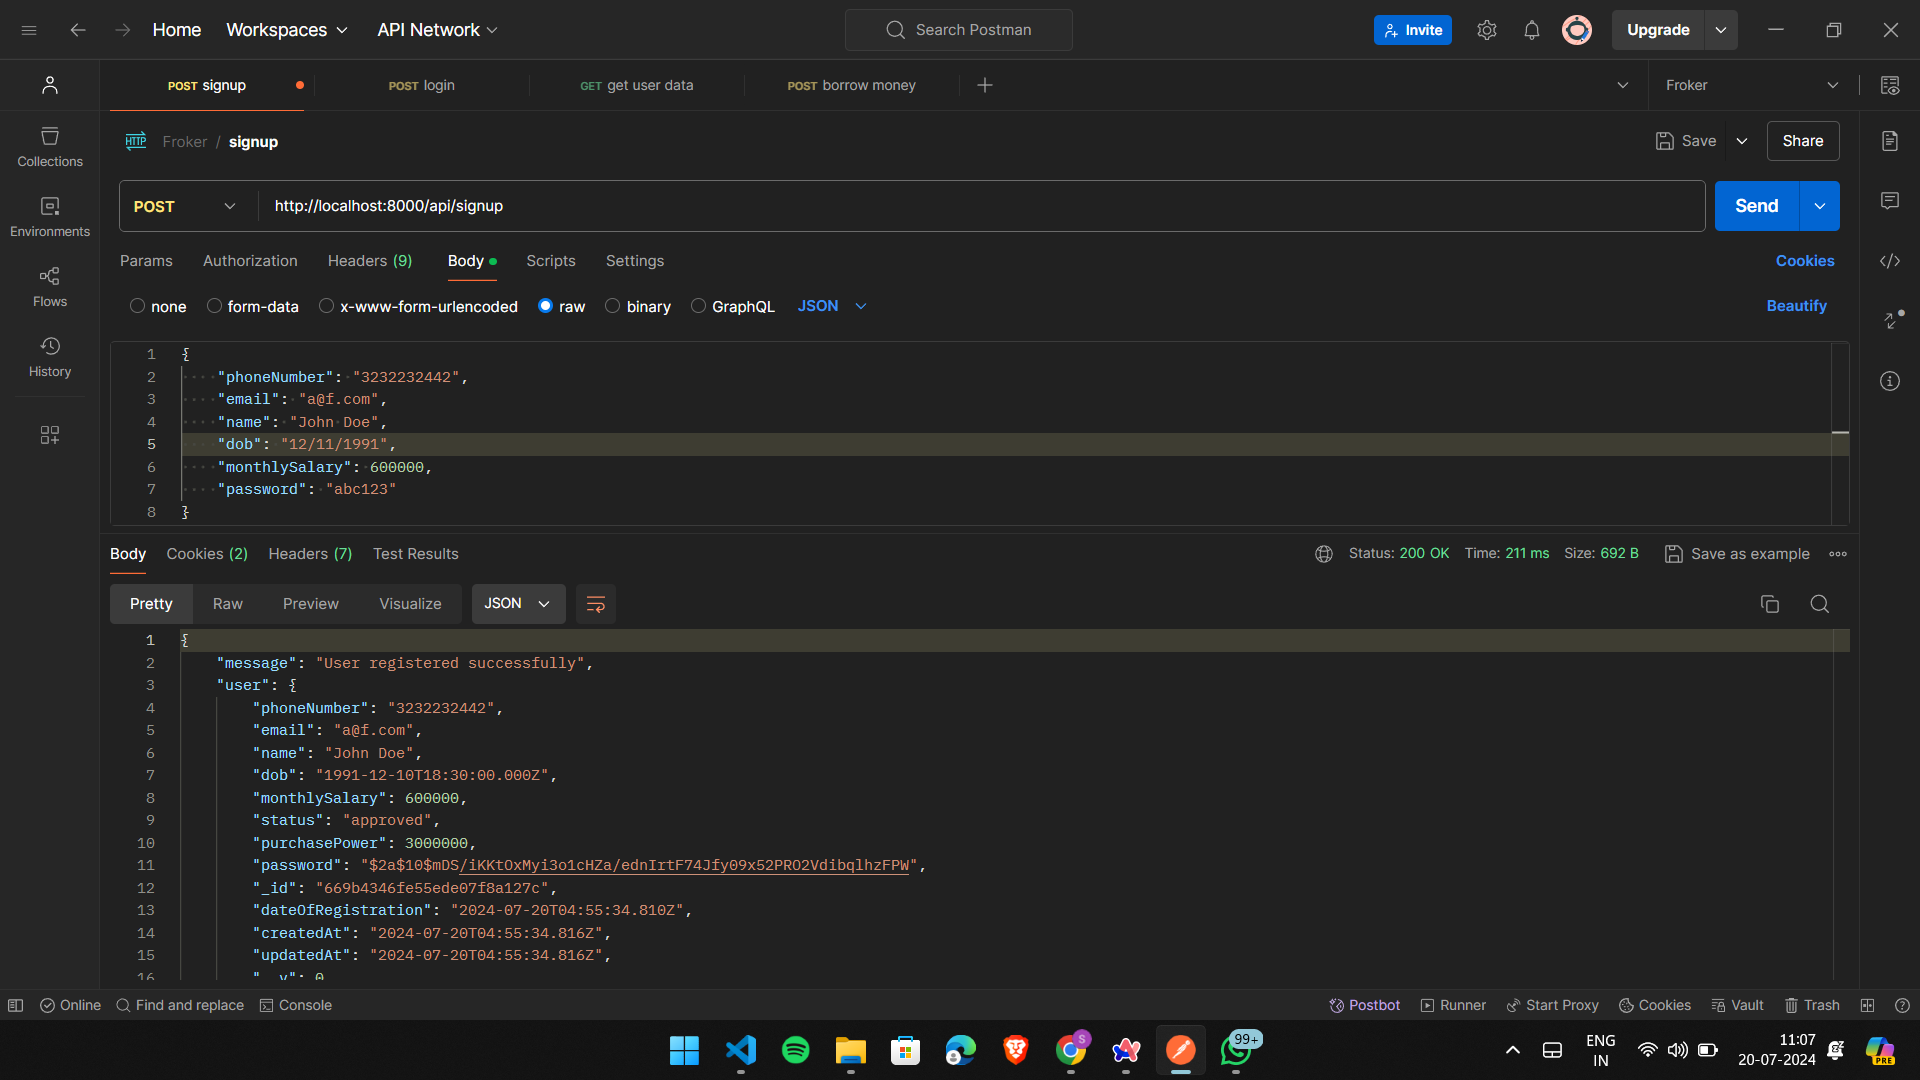 Home Workspaces API Network Search Postman Invite Upgrade
POST signup POST login GET get user data POST borrow money Froker
HTTP Froker / signup Save Share
POST http://localhost:8000/api/signup Send
Params Authorization Headers (9) Body Scripts Settings Cookies
none form-data x-www-form-urlencoded raw binary GraphQL JSON Beautify
Collections
Environments
Flows
History
1 {
2 "phoneNumber": "3232232442",
3 "email": "a@f.com",
4 "name": "John Doe",
5 "dob": "12/11/1991",
6 "monthlySalary": 600000,
7 "password": "abc123"
8 }
Body Cookies (2) Headers (7) Test Results Status: 200 OK Time: 211 ms Size: 692 B Save as example
Pretty Raw Preview Visualize JSON
1 {
2 "message": "User registered successfully",
3 "user": {
4 "phoneNumber": "3232232442",
5 "email": "a@f.com",
6 "name": "John Doe",
7 "dob": "1991-12-10T18:30:00.000Z",
8 "monthlySalary": 600000,
9 "status": "approved",
10 "purchasePower": 3000000,
11 "password": "$2a$10$mDS/iKKtOxMyi3o1cHZa/ednIrtF74Jfy09x52PRO2VdibqlhzFPW",
12 "_id": "669b4346fe55ede07f8a127c",
13 "dateOfRegistration": "2024-07-20T04:55:34.810Z",
14 "createdAt": "2024-07-20T04:55:34.816Z",
15 "updatedAt": "2024-07-20T04:55:34.816Z",
16 "__v": 0
Online Find and replace Console Postbot Runner Start Proxy Cookies Vault Trash
S 99+ ENG 11:07
IN 20-07-2024 PRE